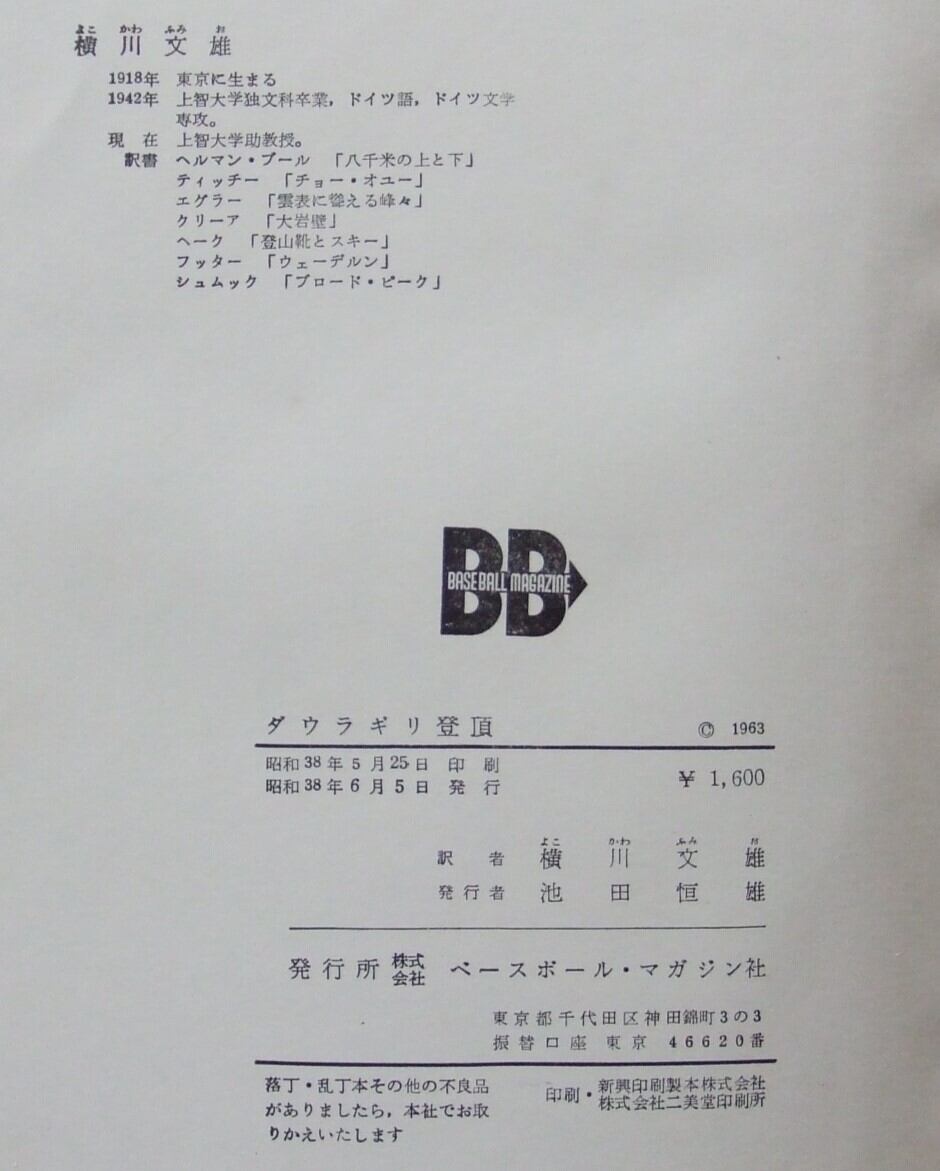 よこ かわ ふみ お
横川文雄
1918年 東京に生まる
1942年 上智大学独文科卒業，ドイツ語，ドイツ文学
専攻。
現在 上智大学助教授。
訳書 ヘルマン・ブール 「八千米の上と下」
ティッチー 「チョー・オユー」
エグラー 「雲表に聳える峰々」
クリーア 「大岩壁」
ヘーク 「登山靴とスキー」
フッター 「ウェーデルン」
シュムック 「ブロード・ピーク」
BB
BASEBALL MAGAZINE
ダウラギリ登頂 © 1963
昭和38年5月25日 印刷
昭和38年6月5日 発行
¥ 1,600
よこ かわ ふみ お
訳者 横川文雄
発行者 池田恒雄
発行所 株式会社 ベースボール・マガジン社
東京都千代田区神田錦町3の3
振替口座 東京 46620番
落丁・乱丁本その他の不良品
がありましたら，本社でお取
りかえいたします
印刷・新興印刷製本株式会社
株式会社二美堂印刷所